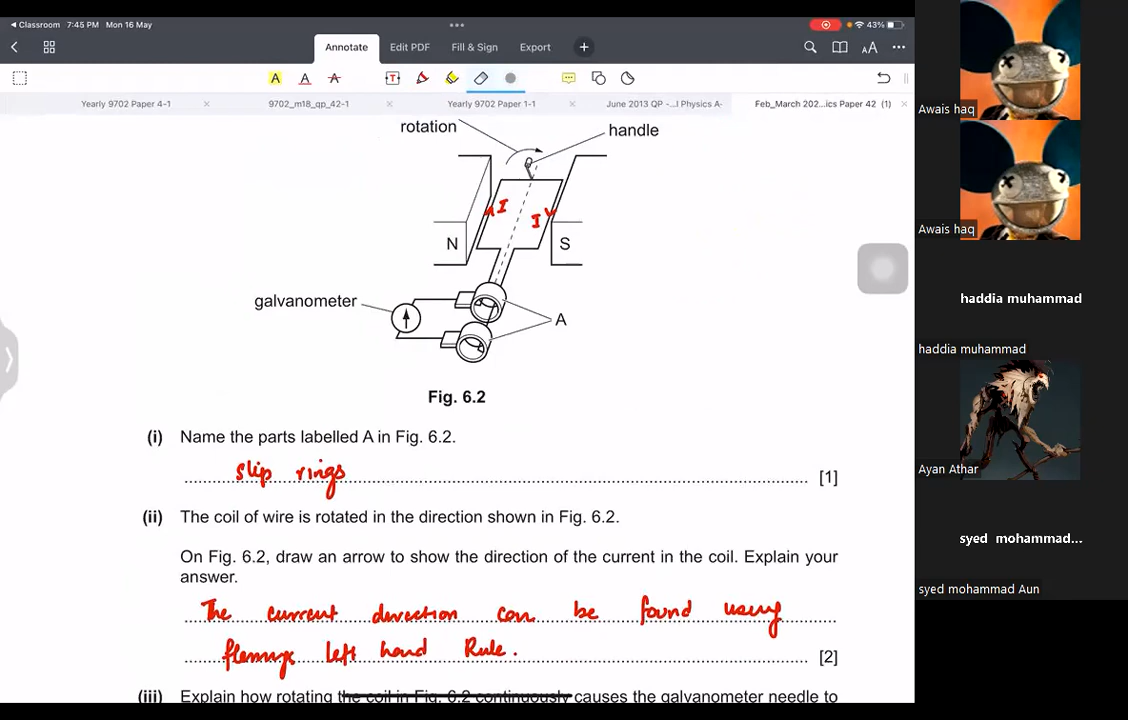 Classroom 7:45 PM Mon 16 May
43%
Annotate Edit PDF Fill & Sign Export
Yearly 9702 Paper 4-1 × 9702_m18_qp_42-1 × Yearly 9702 Paper 1-1 × June 2013 QP -...l Physics A- Feb_March 202...ics Paper 42 (1) ×
rotation handle
I I
N S
galvanometer
A
Fig. 6.2
(i) Name the parts labelled A in Fig. 6.2.
slip rings [1]
(ii) The coil of wire is rotated in the direction shown in Fig. 6.2.
On Fig. 6.2, draw an arrow to show the direction of the current in the coil. Explain your
answer.
The current direction can be found using
flemings left hand Rule. [2]
(iii) Explain how rotating the coil in Fig. 6.2 continuously causes the galvanometer needle to
Awais haq
Awais haq
haddia muhammad
haddia muhammad
Ayan Athar
syed mohammad...
syed mohammad Aun